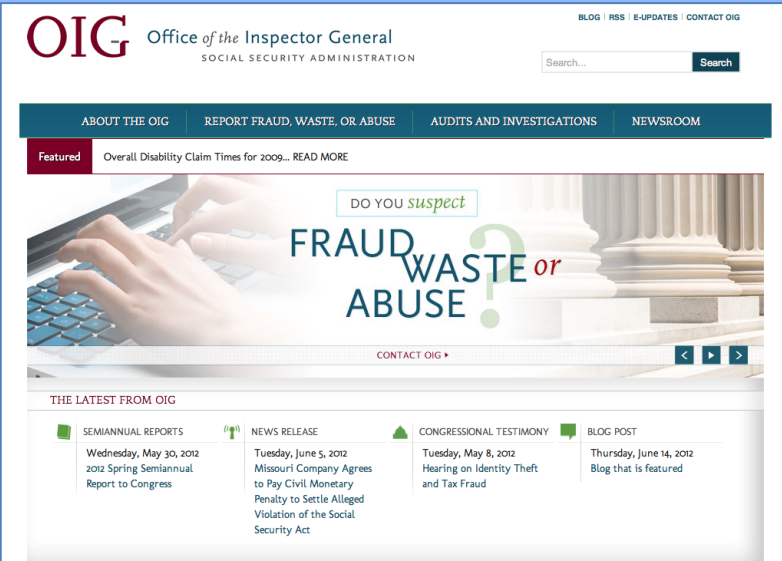 BLOG | RSS | E-UPDATES | CONTACT OIG
OIG Office of the Inspector General
SOCIAL SECURITY ADMINISTRATION
Search... Search
ABOUT THE OIG REPORT FRAUD, WASTE, OR ABUSE AUDITS AND INVESTIGATIONS NEWSROOM
Featured Overall Disability Claim Times for 2009... READ MORE
DO YOU suspect
FRAUD
WASTE or
ABUSE ?
CONTACT OIG
THE LATEST FROM OIG
SEMIANNUAL REPORTS
Wednesday, May 30, 2012
2012 Spring Semiannual
Report to Congress
NEWS RELEASE
Tuesday, June 5, 2012
Missouri Company Agrees
to Pay Civil Monetary
Penalty to Settle Alleged
Violation of the Social
Security Act
CONGRESSIONAL TESTIMONY
Tuesday, May 8, 2012
Hearing on Identity Theft
and Tax Fraud
BLOG POST
Thursday, June 14, 2012
Blog that is featured